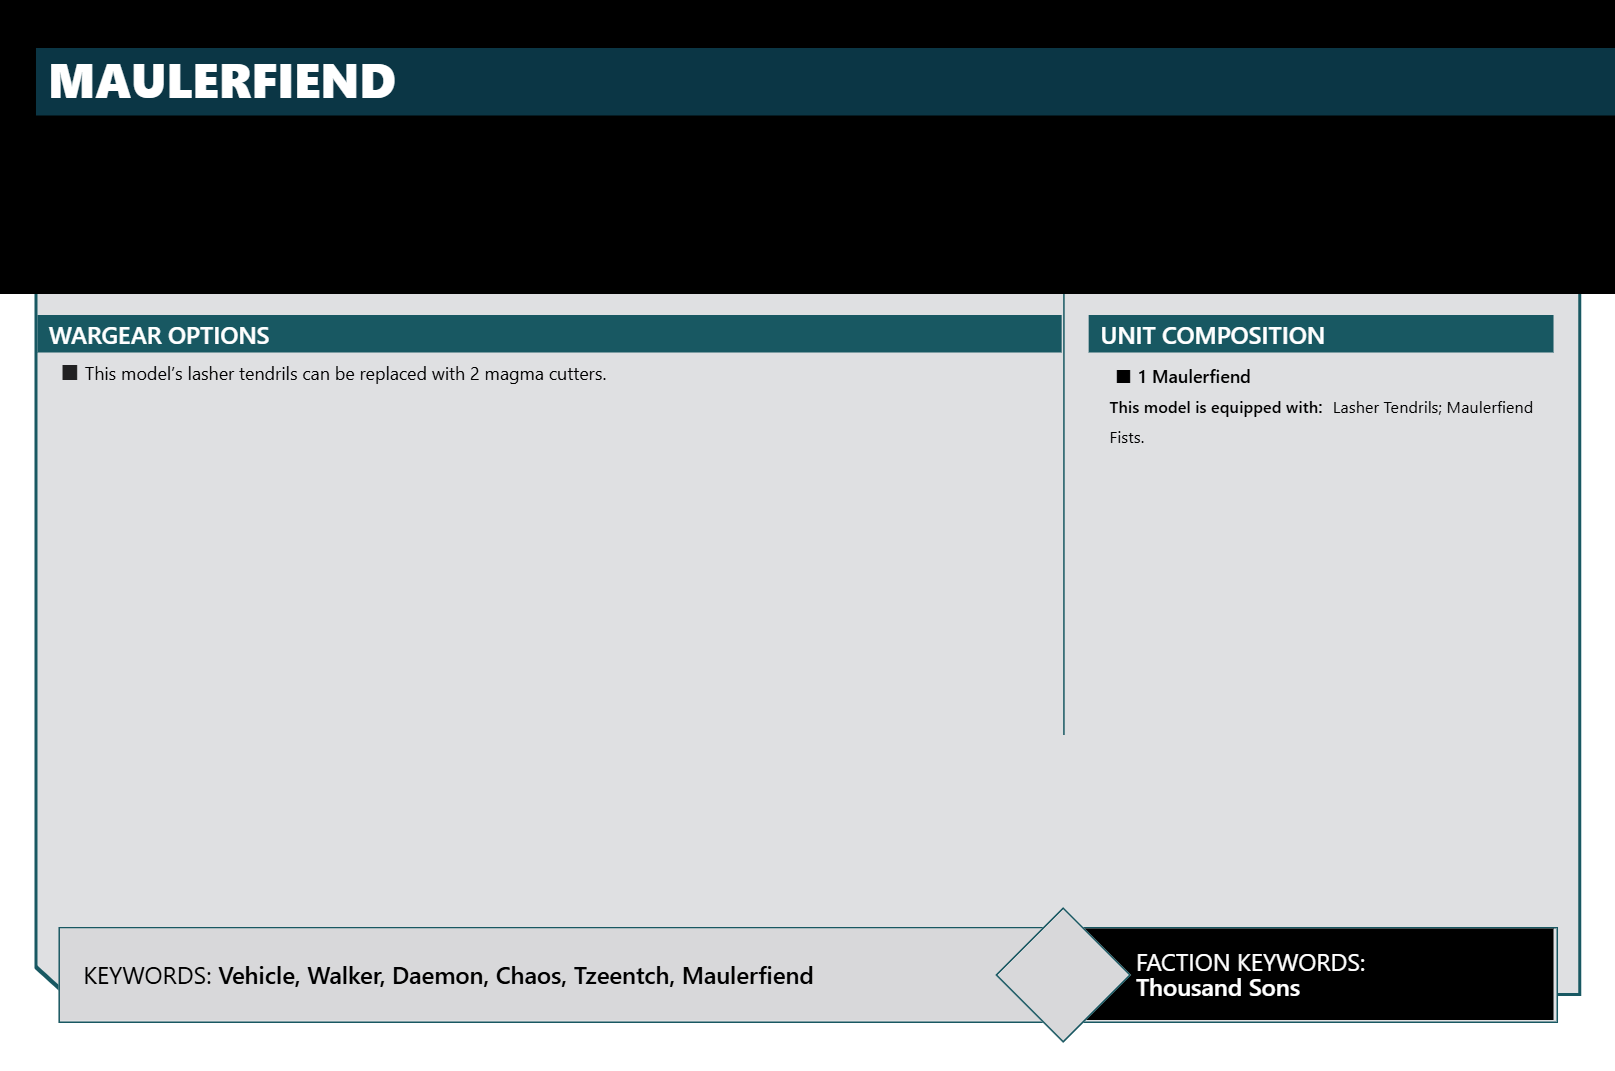 MAULERFIEND
WARGEAR OPTIONS
■ This model’s lasher tendrils can be replaced with 2 magma cutters.
UNIT COMPOSITION
■ 1 Maulerfiend
This model is equipped with: Lasher Tendrils; Maulerfiend
Fists.
KEYWORDS: Vehicle, Walker, Daemon, Chaos, Tzeentch, Maulerfiend
FACTION KEYWORDS:
Thousand Sons